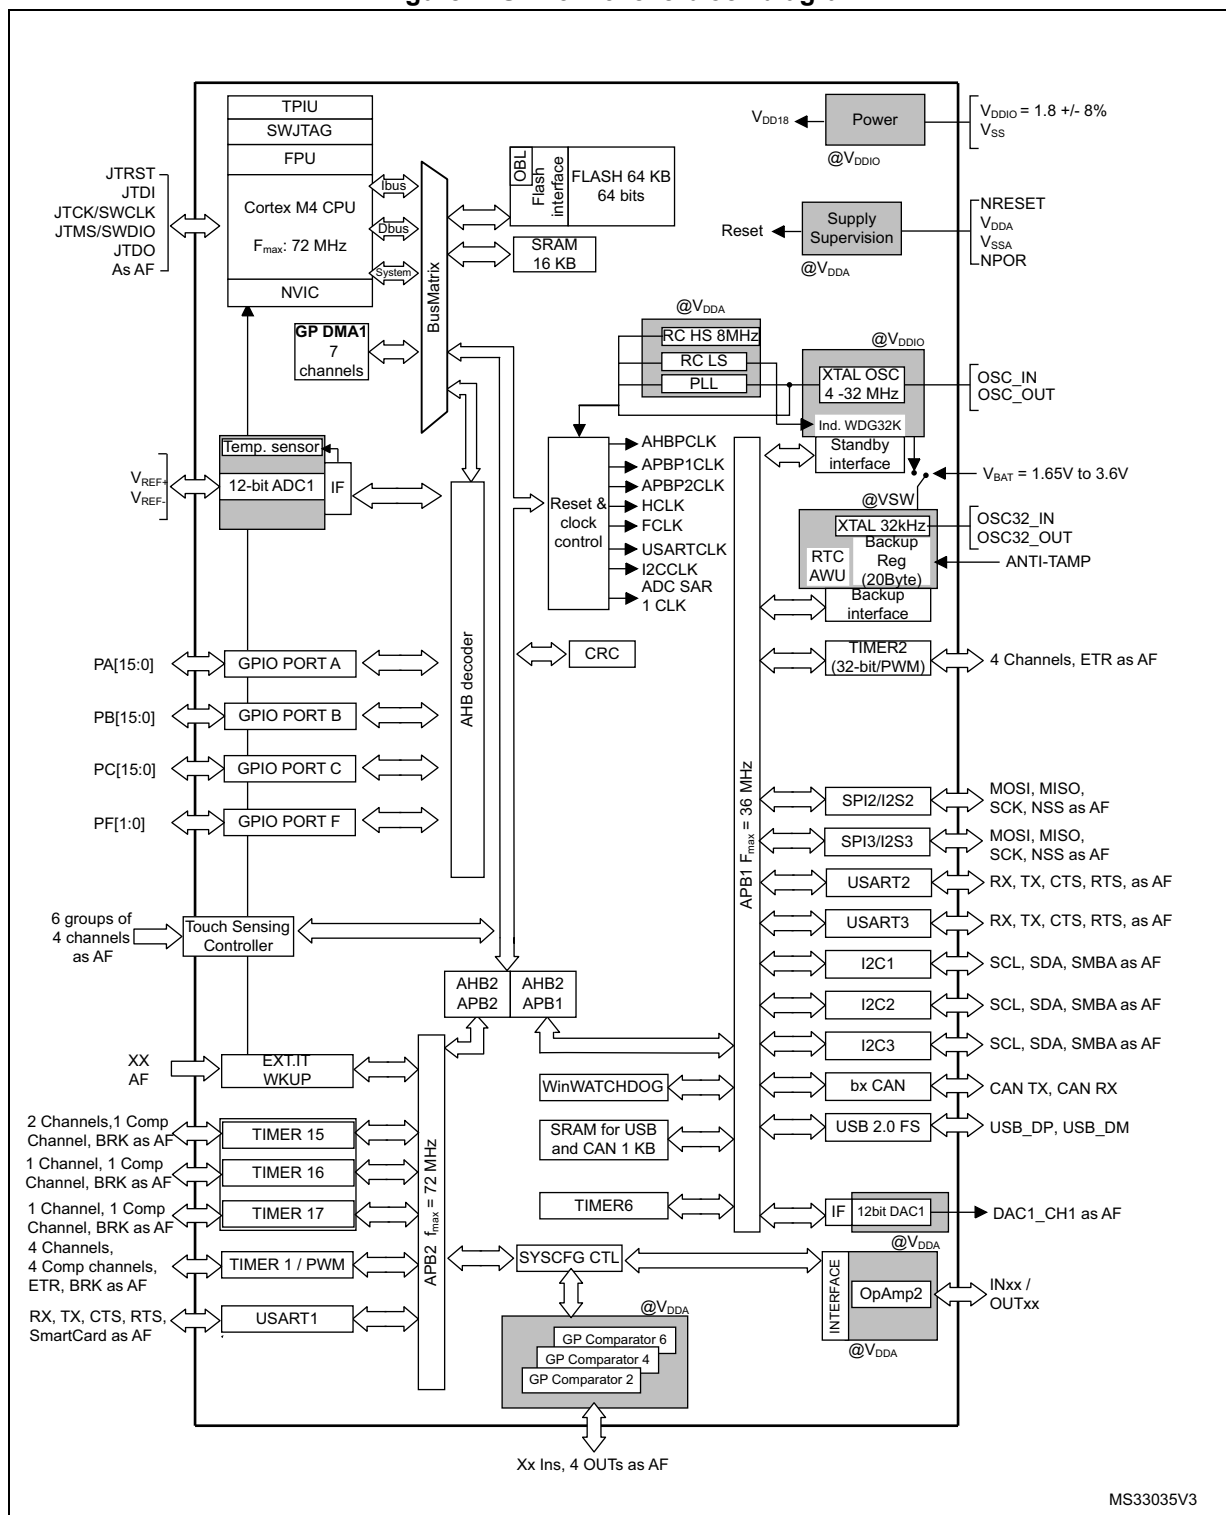 TPIU
SWJTAG
FPU
Cortex M4 CPU
Fmax: 72 MHz
NVIC
JTRST
JTDI
JTCK/SWCLK
JTMS/SWDIO
JTDO
As AF
Ibus
Dbus
System
BusMatrix
OBL
Flash interface
FLASH 64 KB
64 bits
SRAM
16 KB
GP DMA1
7
channels
VDD18
Power
VDDIO = 1.8 +/- 8%
VSS
@VDDIO
Reset
Supply
Supervision
NRESET
VDDA
VSSA
NPOR
@VDDA
@VDDA
RC HS 8MHz
RC LS
PLL
@VDDIO
XTAL OSC
4 -32 MHz
OSC_IN
OSC_OUT
Ind. WDG32K
Standby
interface
VBAT = 1.65V to 3.6V
@VSW
XTAL 32kHz
OSC32_IN
OSC32_OUT
RTC
AWU
Backup
Reg
(20Byte)
ANTI-TAMP
Backup
interface
Temp. sensor
12-bit ADC1
IF
VREF+
VREF-
Reset &
clock
control
AHBPCLK
APBP1CLK
APBP2CLK
HCLK
FCLK
USARTCLK
I2CCLK
ADC SAR
1 CLK
AHB decoder
CRC
PA[15:0]
GPIO PORT A
PB[15:0]
GPIO PORT B
PC[15:0]
GPIO PORT C
PF[1:0]
GPIO PORT F
6 groups of
4 channels
as AF
Touch Sensing
Controller
AHB2
APB2
AHB2
APB1
APB1 Fmax = 36 MHz
TIMER2
(32-bit/PWM)
4 Channels, ETR as AF
SPI2/I2S2
MOSI, MISO,
SCK, NSS as AF
SPI3/I2S3
MOSI, MISO,
SCK, NSS as AF
USART2
RX, TX, CTS, RTS, as AF
USART3
RX, TX, CTS, RTS, as AF
I2C1
SCL, SDA, SMBA as AF
I2C2
SCL, SDA, SMBA as AF
I2C3
SCL, SDA, SMBA as AF
bx CAN
CAN TX, CAN RX
USB 2.0 FS
USB_DP, USB_DM
IF
12bit DAC1
DAC1_CH1 as AF
@VDDA
WinWATCHDOG
SRAM for USB
and CAN 1 KB
TIMER6
XX
AF
EXT.IT
WKUP
2 Channels,1 Comp
Channel, BRK as AF
TIMER 15
1 Channel, 1 Comp
Channel, BRK as AF
TIMER 16
1 Channel, 1 Comp
Channel, BRK as AF
TIMER 17
4 Channels,
4 Comp channels,
ETR, BRK as AF
TIMER 1 / PWM
RX, TX, CTS, RTS,
SmartCard as AF
USART1
APB2 fmax = 72 MHz
SYSCFG CTL
INTERFACE
OpAmp2
INxx /
OUTxx
@VDDA
@VDDA
GP Comparator 6
GP Comparator 4
GP Comparator 2
Xx Ins, 4 OUTs as AF
MS33035V3